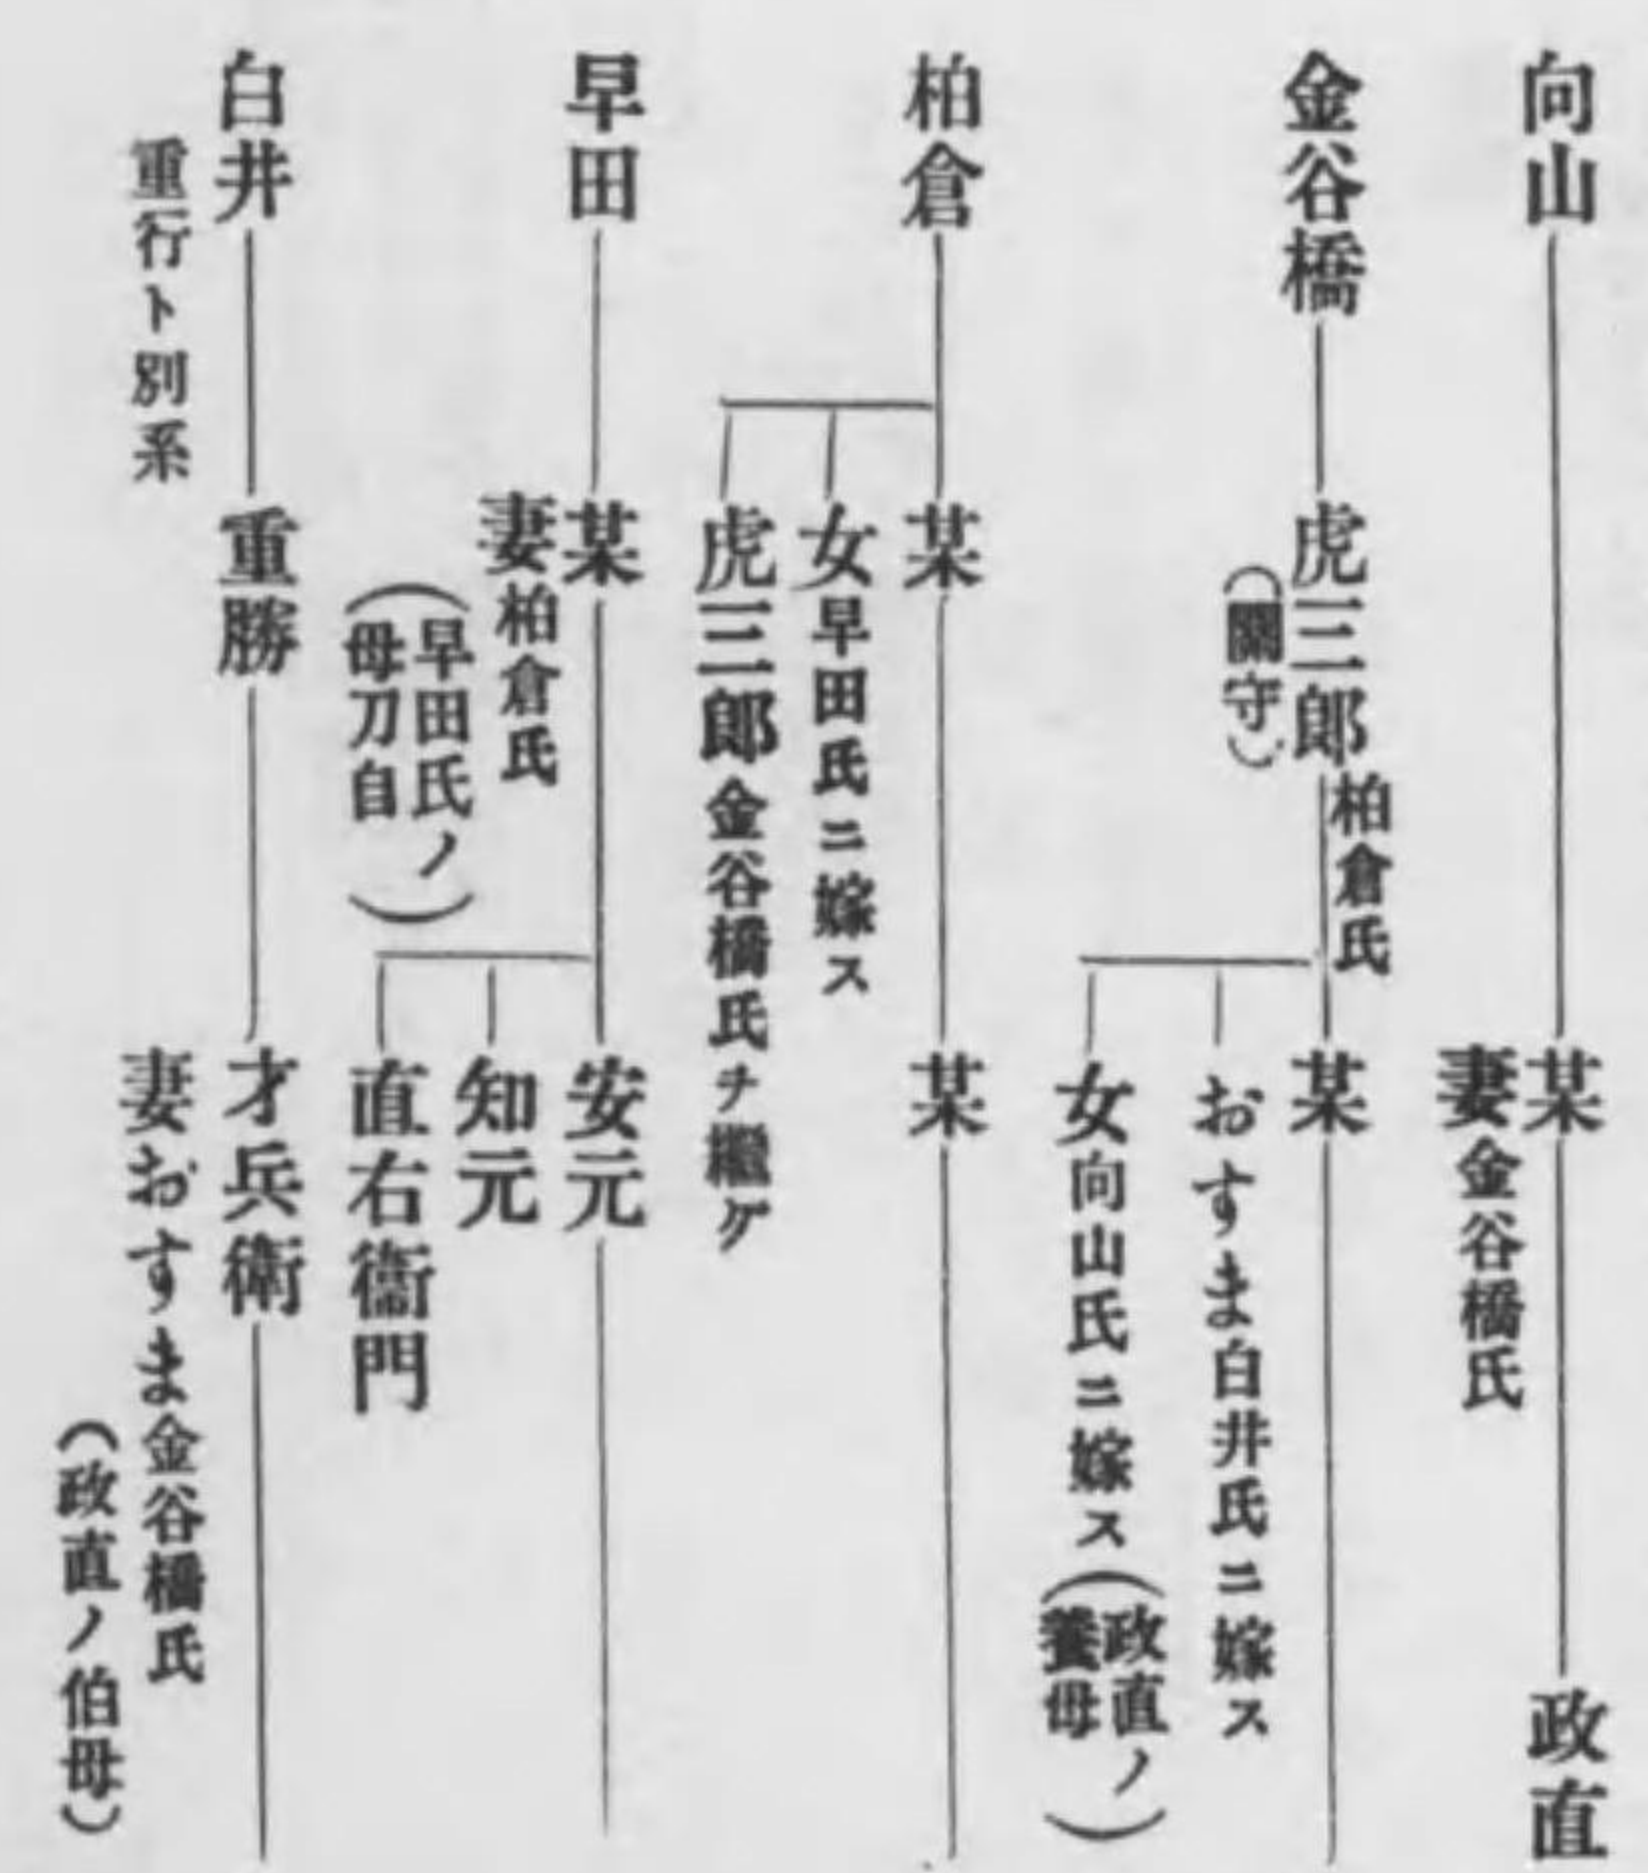 向山
某
妻金谷橋氏
政直
金谷橋
虎三郎柏倉氏
(關守)
某
おすま白井氏ニ嫁ス
女向山氏ニ嫁ス(政直ノ
養母)
柏倉
某
女早田氏ニ嫁ス
虎三郎金谷橋氏ヲ繼グ
某
早田
某
妻柏倉氏
(早田氏ノ
母刀自)
安元
知元
直右衞門
白井
重行ト別系
重勝
才兵衛
妻おすま金谷橋氏
(政直ノ伯母)